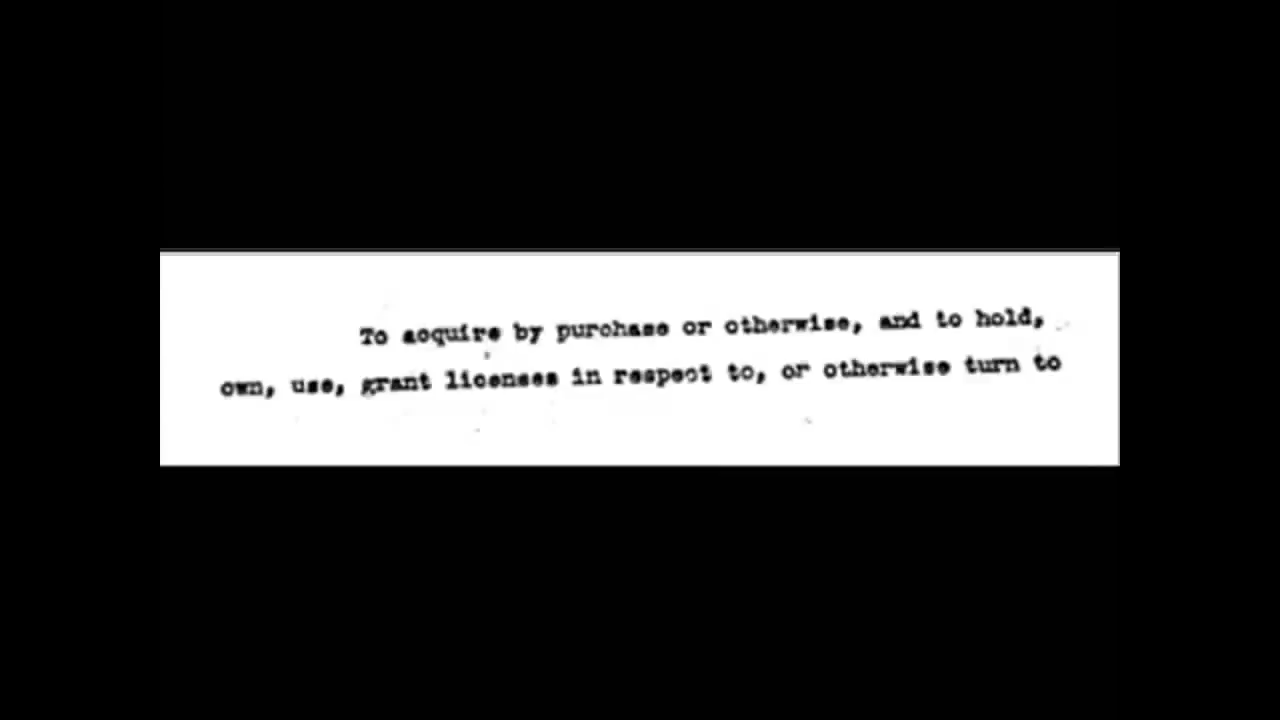 To acquire by purchase or otherwise, and to hold,
own, use, grant licenses in respect to, or otherwise turn to